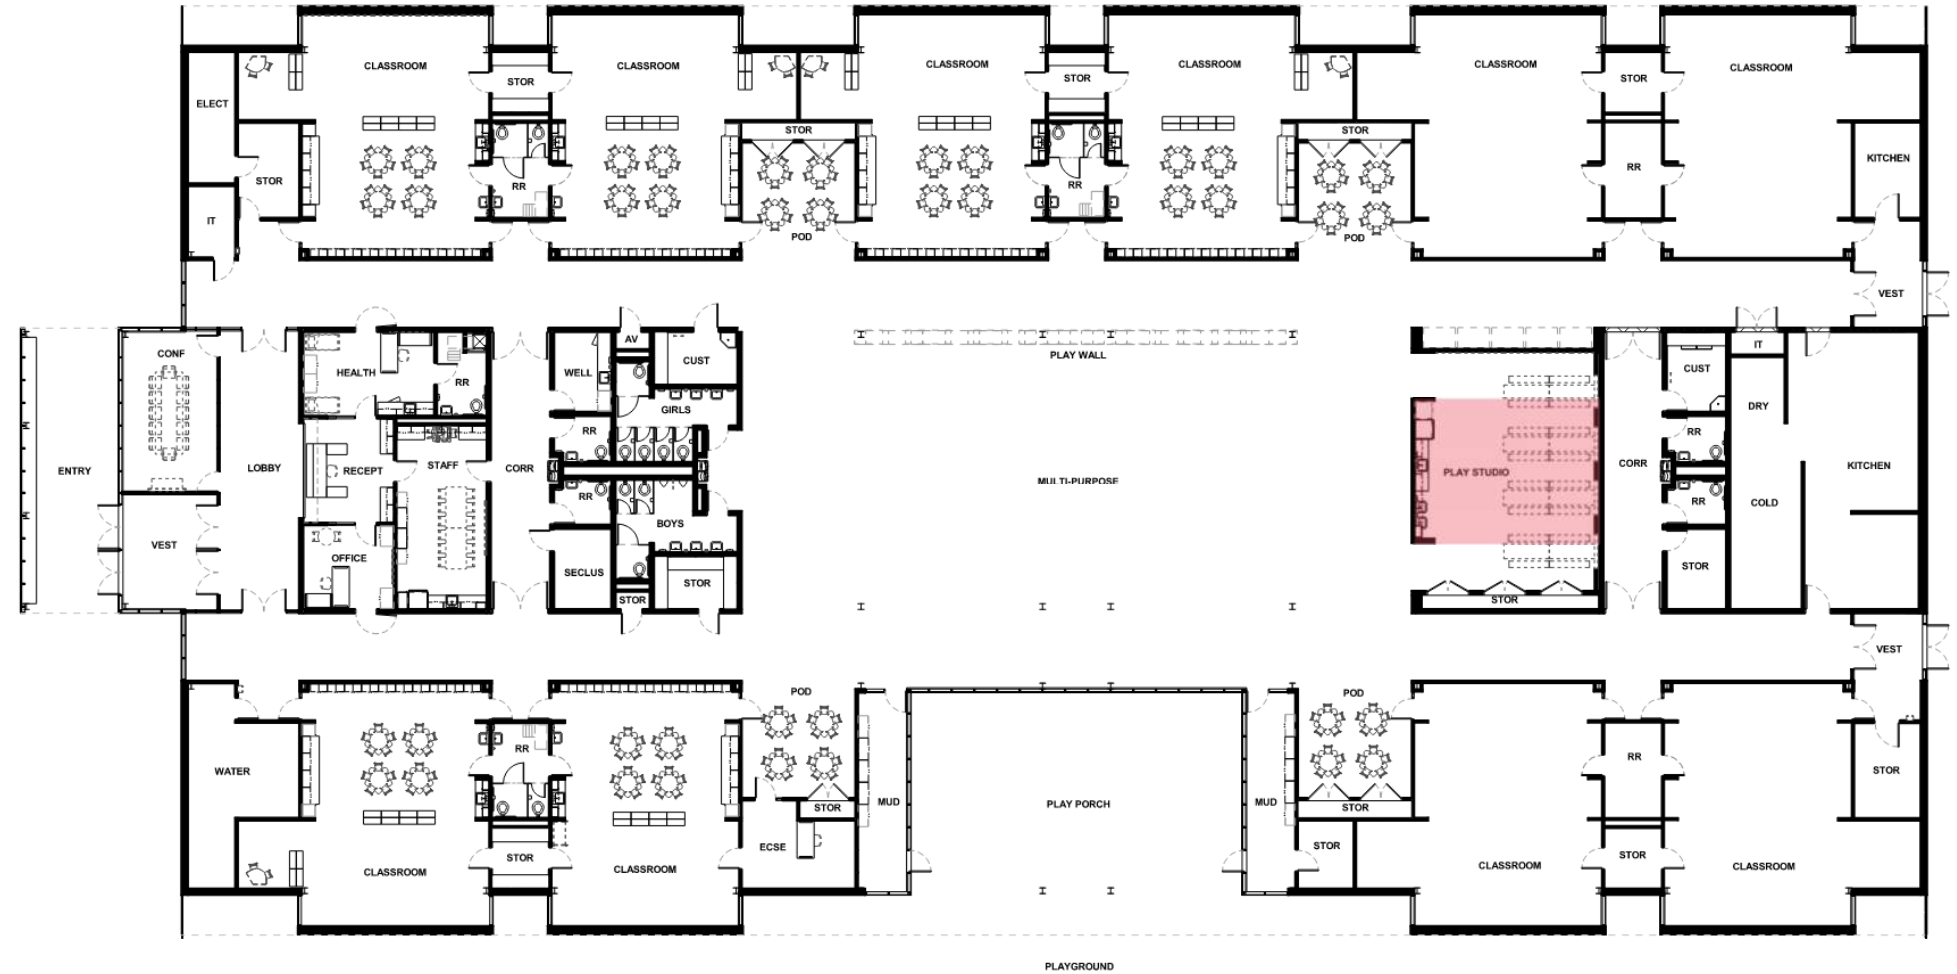 CLASSROOM
CLASSROOM
CLASSROOM
CLASSROOM
CLASSROOM
CLASSROOM
STOR
STOR
STOR
ELECT
STOR
STOR
KITCHEN
STOR
RR
RR
RR
IT
POD
POD
VEST
CONF
HEALTH
RR
WELL
AV
CUST
PLAY WALL
IT
CUST
GIRLS
DRY
RR
RR
ENTRY
LOBBY
RECEPT
STAFF
CORR
MULTI-PURPOSE
PLAY STUDIO
CORR
KITCHEN
RR
RR
COLD
BOYS
VEST
OFFICE
SECLUS
STOR
STOR
STOR
STOR
VEST
POD
POD
RR
RR
WATER
STOR
MUD
PLAY PORCH
MUD
STOR
STOR
STOR
ECSE
STOR
STOR
CLASSROOM
CLASSROOM
CLASSROOM
CLASSROOM
PLAYGROUND